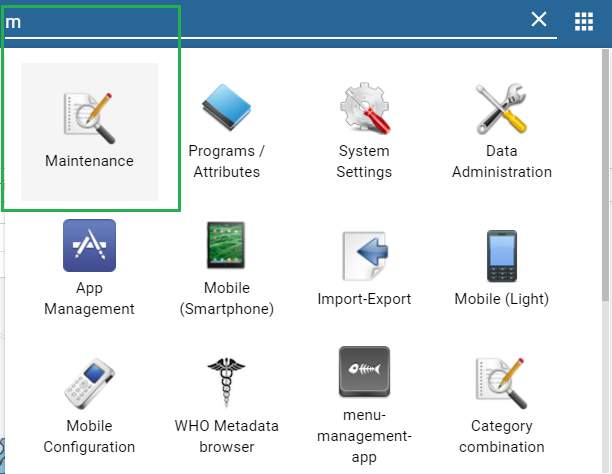 m
Maintenance
Programs /
Attributes
System
Settings
Data
Administration
App
Management
Mobile
(Smartphone)
Import-Export
Mobile (Light)
Mobile
Configuration
WHO Metadata
browser
menu-
management-
app
Category
combination